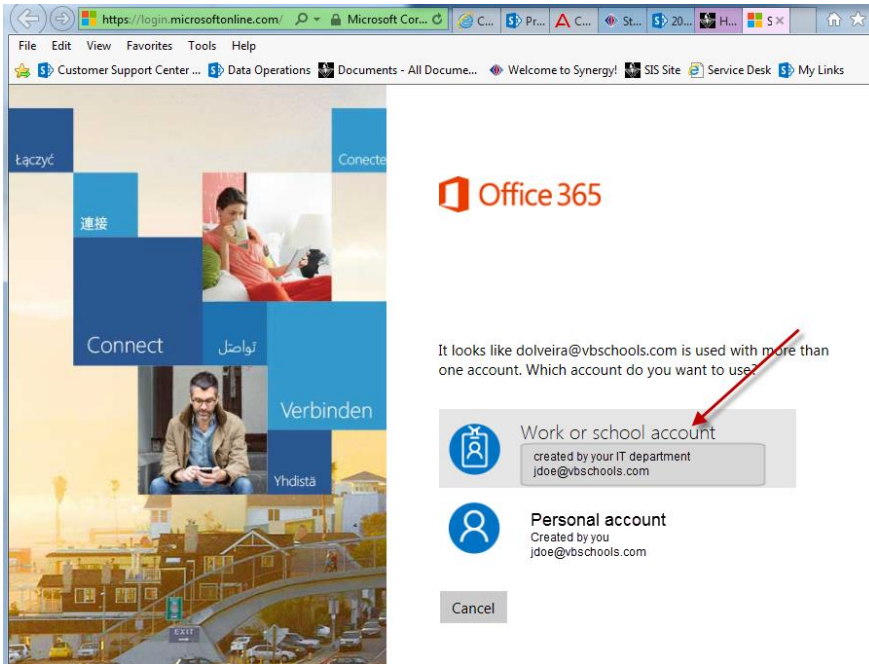 https://login.microsoftonline.com/ Microsoft Cor... C... Pr... C... St... 20... H... S
File Edit View Favorites Tools Help
Customer Support Center ... Data Operations Documents - All Docume... Welcome to Synergy! SIS Site Service Desk My Links
Łączyć
Conecte
連接
Connect
تواصل
Verbinden
Yhdistä
EXIT
Office 365
It looks like dolveira@vbschools.com is used with more than
one account. Which account do you want to use?
Work or school account
created by your IT department
jdoe@vbschools.com
Personal account
Created by you
jdoe@vbschools.com
Cancel